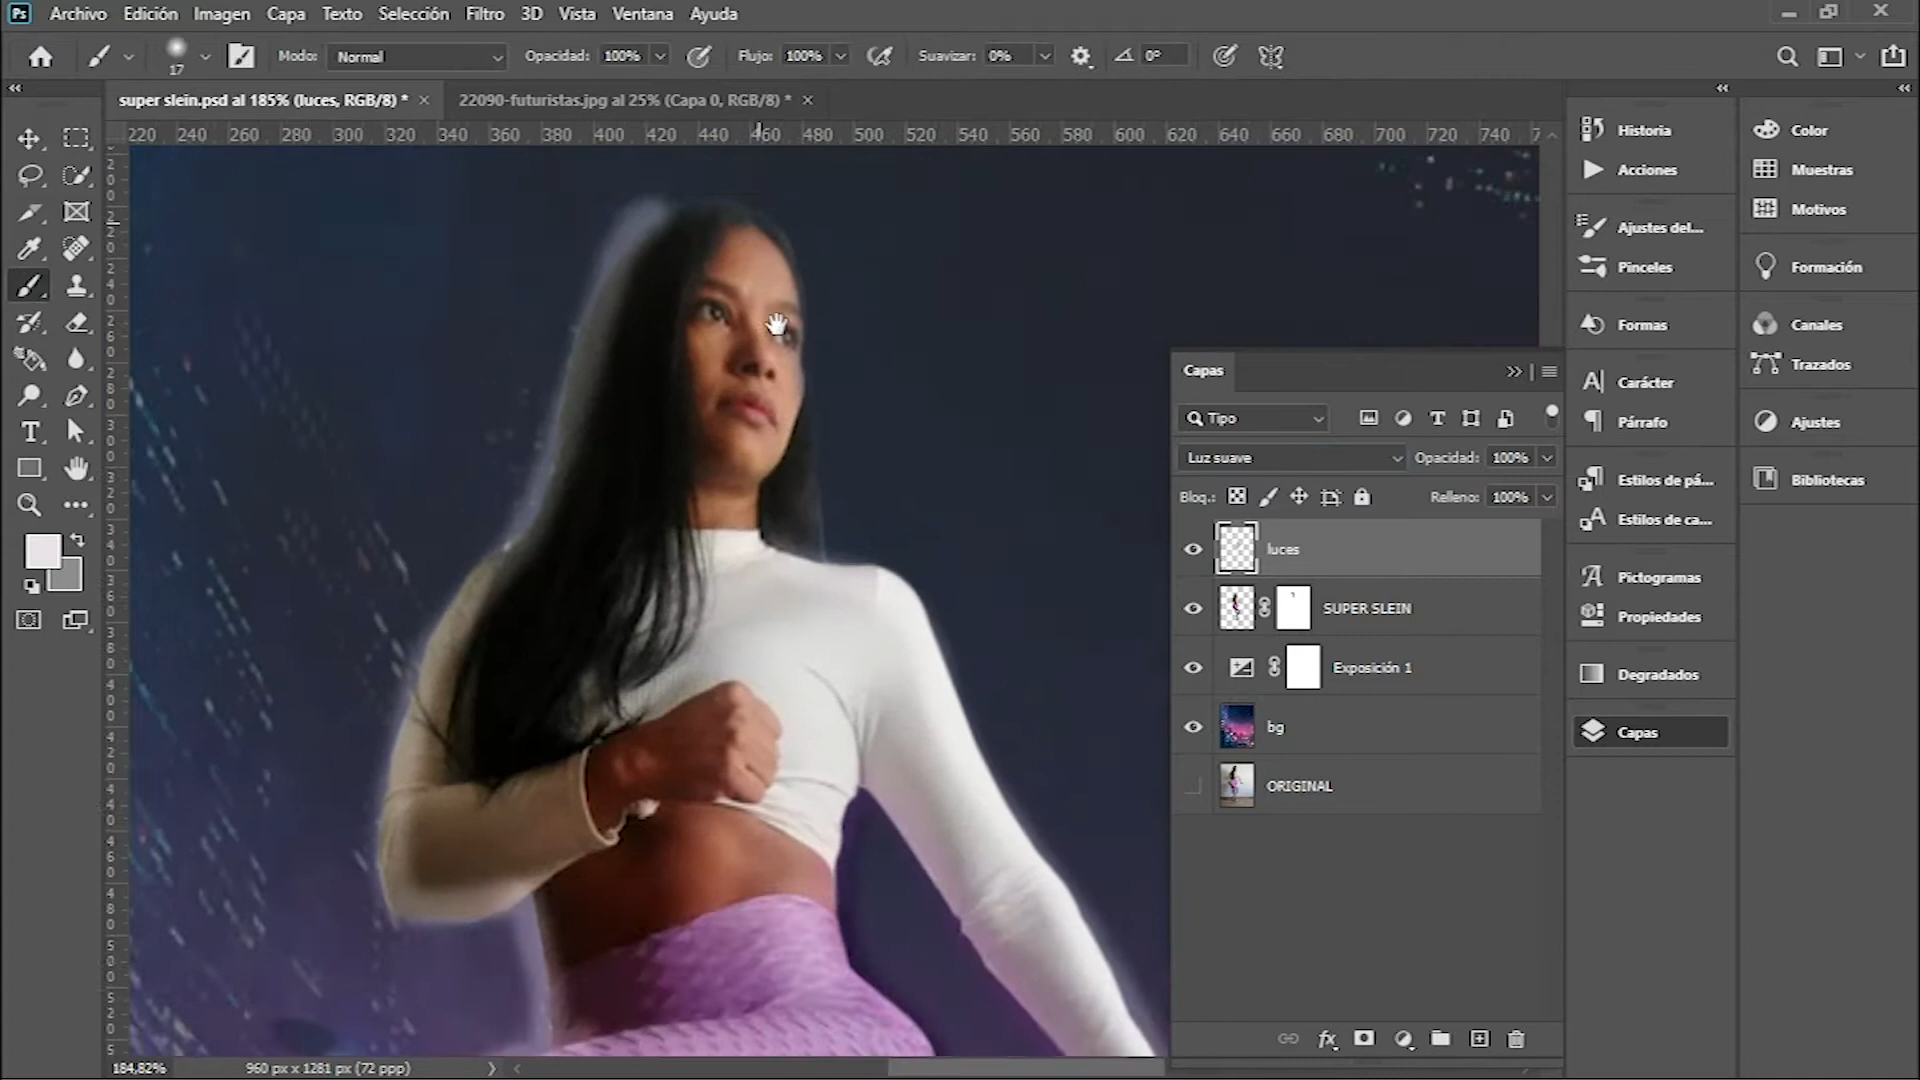 Ps Archivo Edición Imagen Capa Texto Selección Filtro 3D Vista Ventana Ayuda
17 Modo: Normal Opacidad: 100% Flujo: 100% Suavizar: 0% 0°
super slein.psd al 185% (luces, RGB/8) * × 22090-futuristas.jpg al 25% (Capa 0, RGB/8) * ×
220 240 260 280 300 320 340 360 380 400 420 440 460 480 500 520 540 560 580 600 620 640 660 680 700 720 740 7
Historia
Acciones
Ajustes del...
Pinceles
Formas
Carácter
Párrafo
Estilos de pá...
Estilos de ca...
Pictogramas
Propiedades
Degradados
Capas
Color
Muestras
Motivos
Formación
Canales
Trazados
Ajustes
Bibliotecas
Capas
Tipo
Luz suave Opacidad: 100%
Bloq.: Relleno: 100%
luces
SUPER SLEIN
Exposición 1
bg
ORIGINAL
fx
184,82% 960 px x 1281 px (72 ppp)